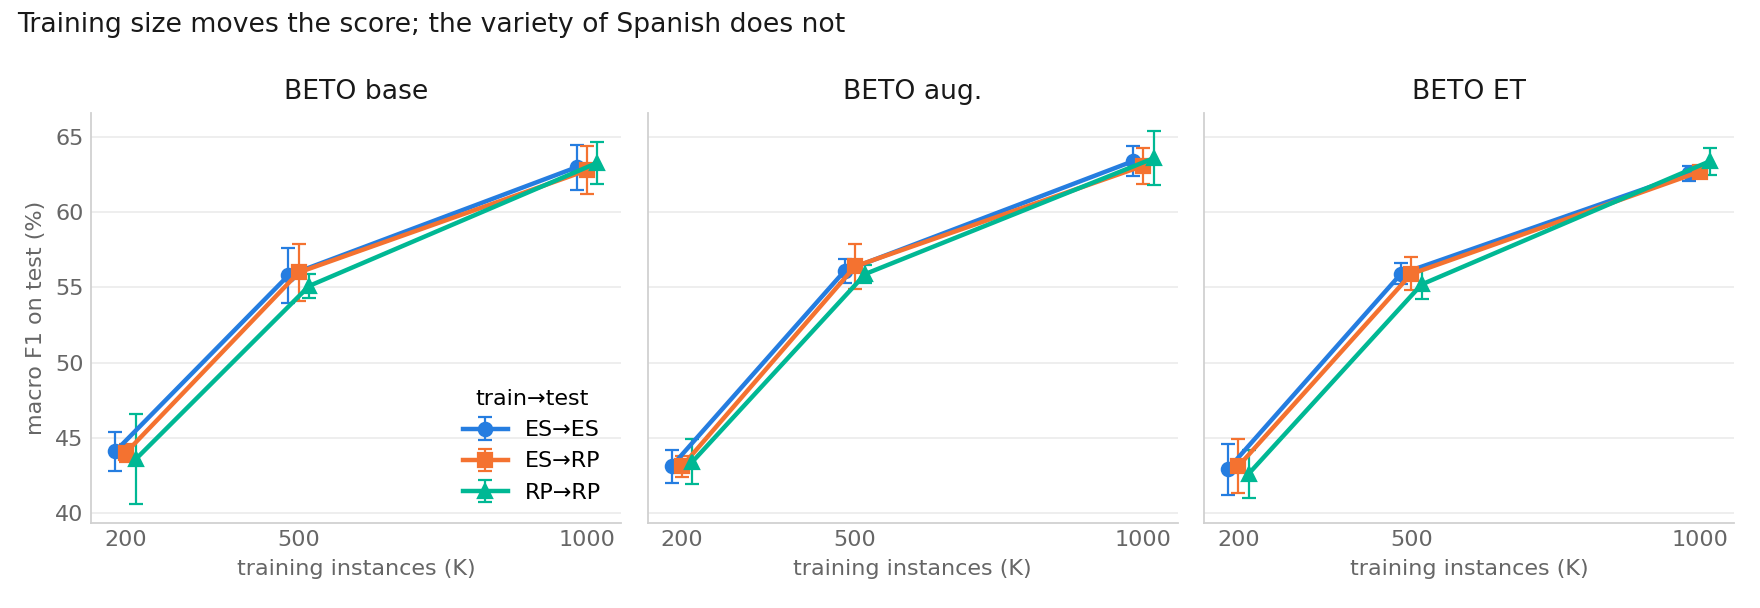 Training size moves the score; the variety of Spanish does not
BETO base
BETO aug.
BETO ET
macro F1 on test (%)
65
60
55
50
45
40
train→test
ES→ES
ES→RP
RP→RP
200 500 1000
200 500 1000
200 500 1000
training instances (K)
training instances (K)
training instances (K)